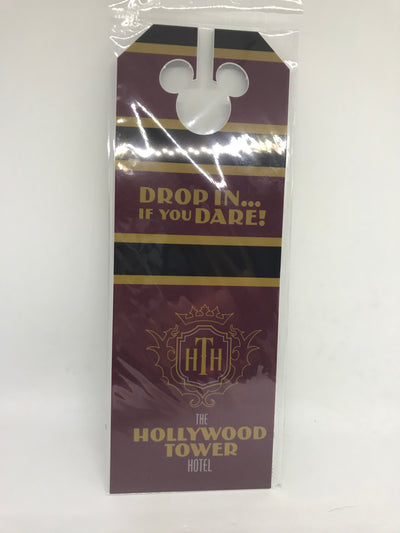 DROP IN...
IF YOU DARE!
HTH
THE
HOLLYWOOD
TOWER
HOTEL